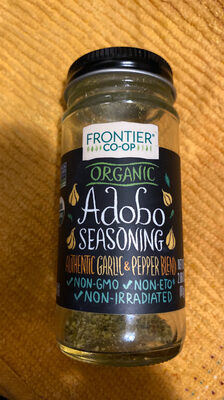 FRONTIER®
CO-OP
ORGANIC
Adobo
SEASONING
AUTHENTIC GARLIC & PEPPER BLEND
✓NON-GMO ✓NON-ETO
✓NON-IRRADIATED